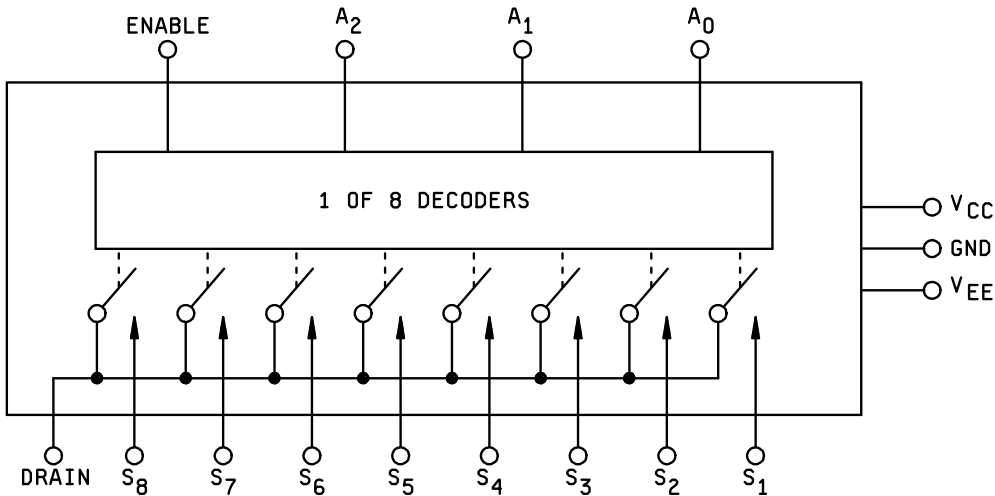 ENABLE A2 A1 A0
1 OF 8 DECODERS
VCC
GND
VEE
DRAIN S8 S7 S6 S5 S4 S3 S2 S1